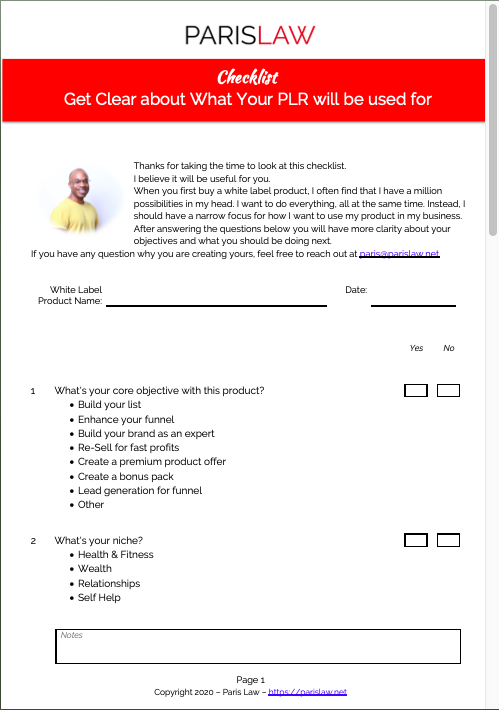 PARISLAW
Checklist
Get Clear about What Your PLR will be used for
Thanks for taking the time to look at this checklist.
I believe it will be useful for you.
When you first buy a white label product, I often find that I have a million
possibilities in my head. I want to do everything, all at the same time. Instead, I
should have a narrow focus for how I want to use my product in my business.
After answering the questions below you will have more clarity about your
objectives and what you should be doing next.
If you have any question why you are creating yours, feel free to reach out at paris@parislaw.net
White Label
Product Name:
Date:
Yes No
1 What's your core objective with this product?
• Build your list
• Enhance your funnel
• Build your brand as an expert
• Re-Sell for fast profits
• Create a premium product offer
• Create a bonus pack
• Lead generation for funnel
• Other
2 What's your niche?
• Health & Fitness
• Wealth
• Relationships
• Self Help
Notes
Page 1
Copyright 2020 – Paris Law – https://parislaw.net